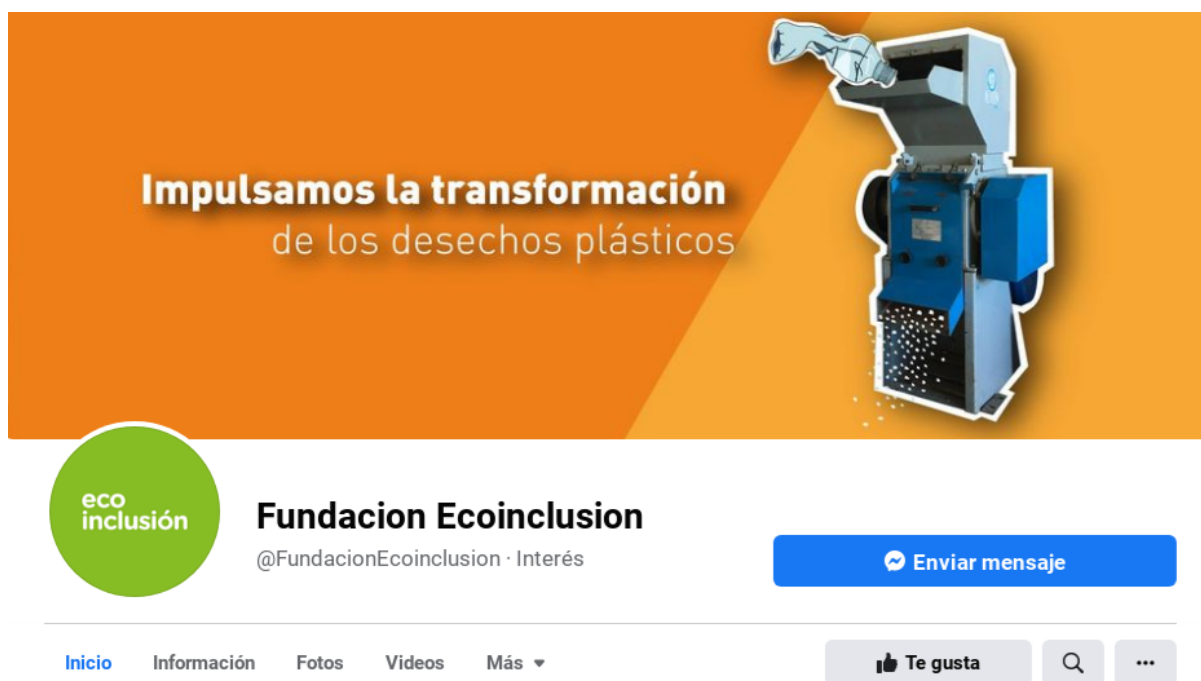 Impulsamos la transformación
de los desechos plásticos
eco
inclusión
Fundacion Ecoinclusion
@FundacionEcoinclusion · Interés
Enviar mensaje
Inicio Información Fotos Videos Más
Te gusta